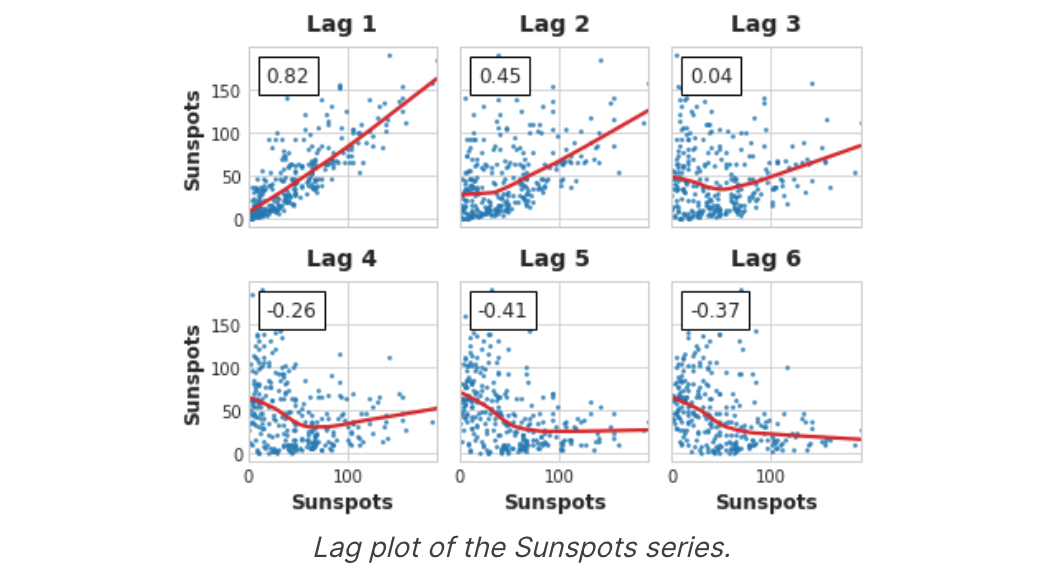 Lag 1 Lag 2 Lag 3
0.82 0.45 0.04
Sunspots
150
100
50
0
Lag 4 Lag 5 Lag 6
-0.26 -0.41 -0.37
Sunspots
150
100
50
0
0 100 0 100 0 100
Sunspots Sunspots Sunspots
Lag plot of the Sunspots series.